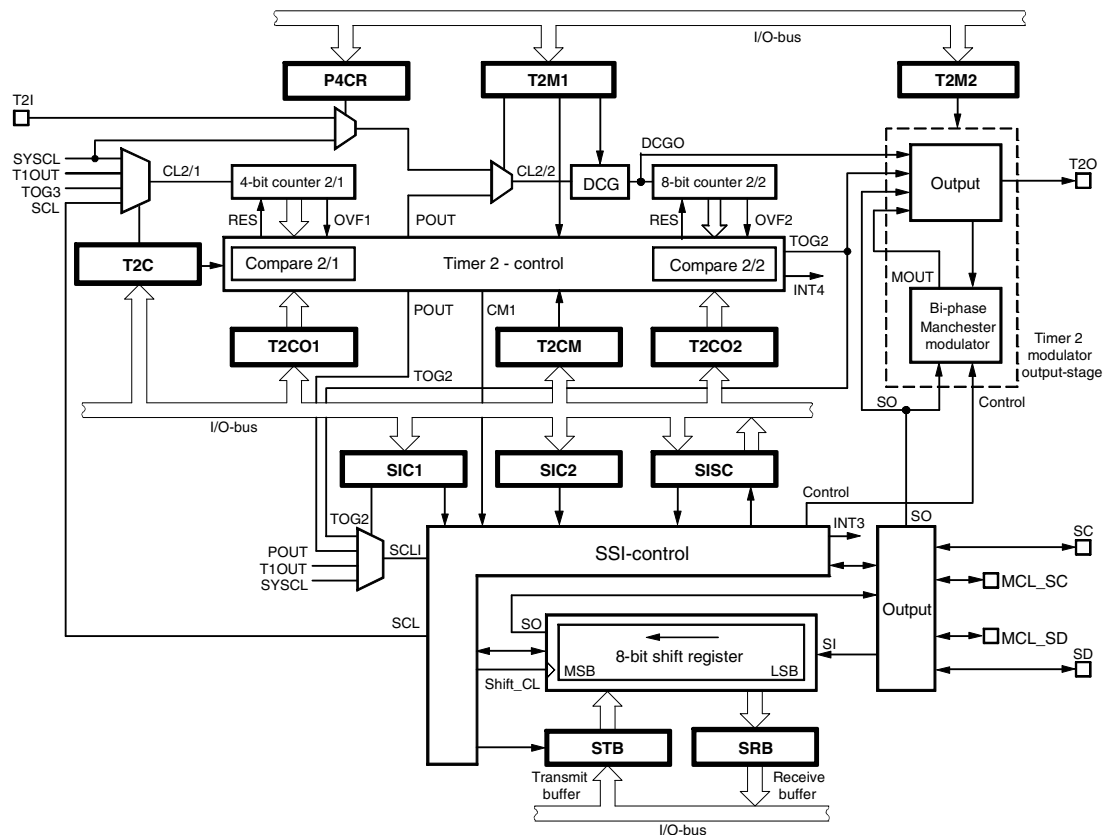 I/O-bus
P4CR
T2M1
T2M2
T2I
SYSCL
T1OUT
TOG3
SCL
CL2/1
4-bit counter 2/1
CL2/2
DCG
DCGO
8-bit counter 2/2
Output
T2O
RES
OVF1
POUT
RES
OVF2
TOG2
T2C
Compare 2/1
Timer 2 - control
Compare 2/2
INT4
MOUT
Bi-phase
Manchester
modulator
POUT
CM1
T2CO1
T2CM
T2CO2
Timer 2
modulator
output-stage
TOG2
SO
Control
I/O-bus
SIC1
SIC2
SISC
Control
TOG2
INT3
SO
POUT
T1OUT
SYSCL
SCLI
SSI-control
SC
MCL_SC
Output
SCL
SO
8-bit shift register
MSB
LSB
SI
MCL_SD
SD
Shift_CL
STB
SRB
Transmit
buffer
Receive
buffer
I/O-bus